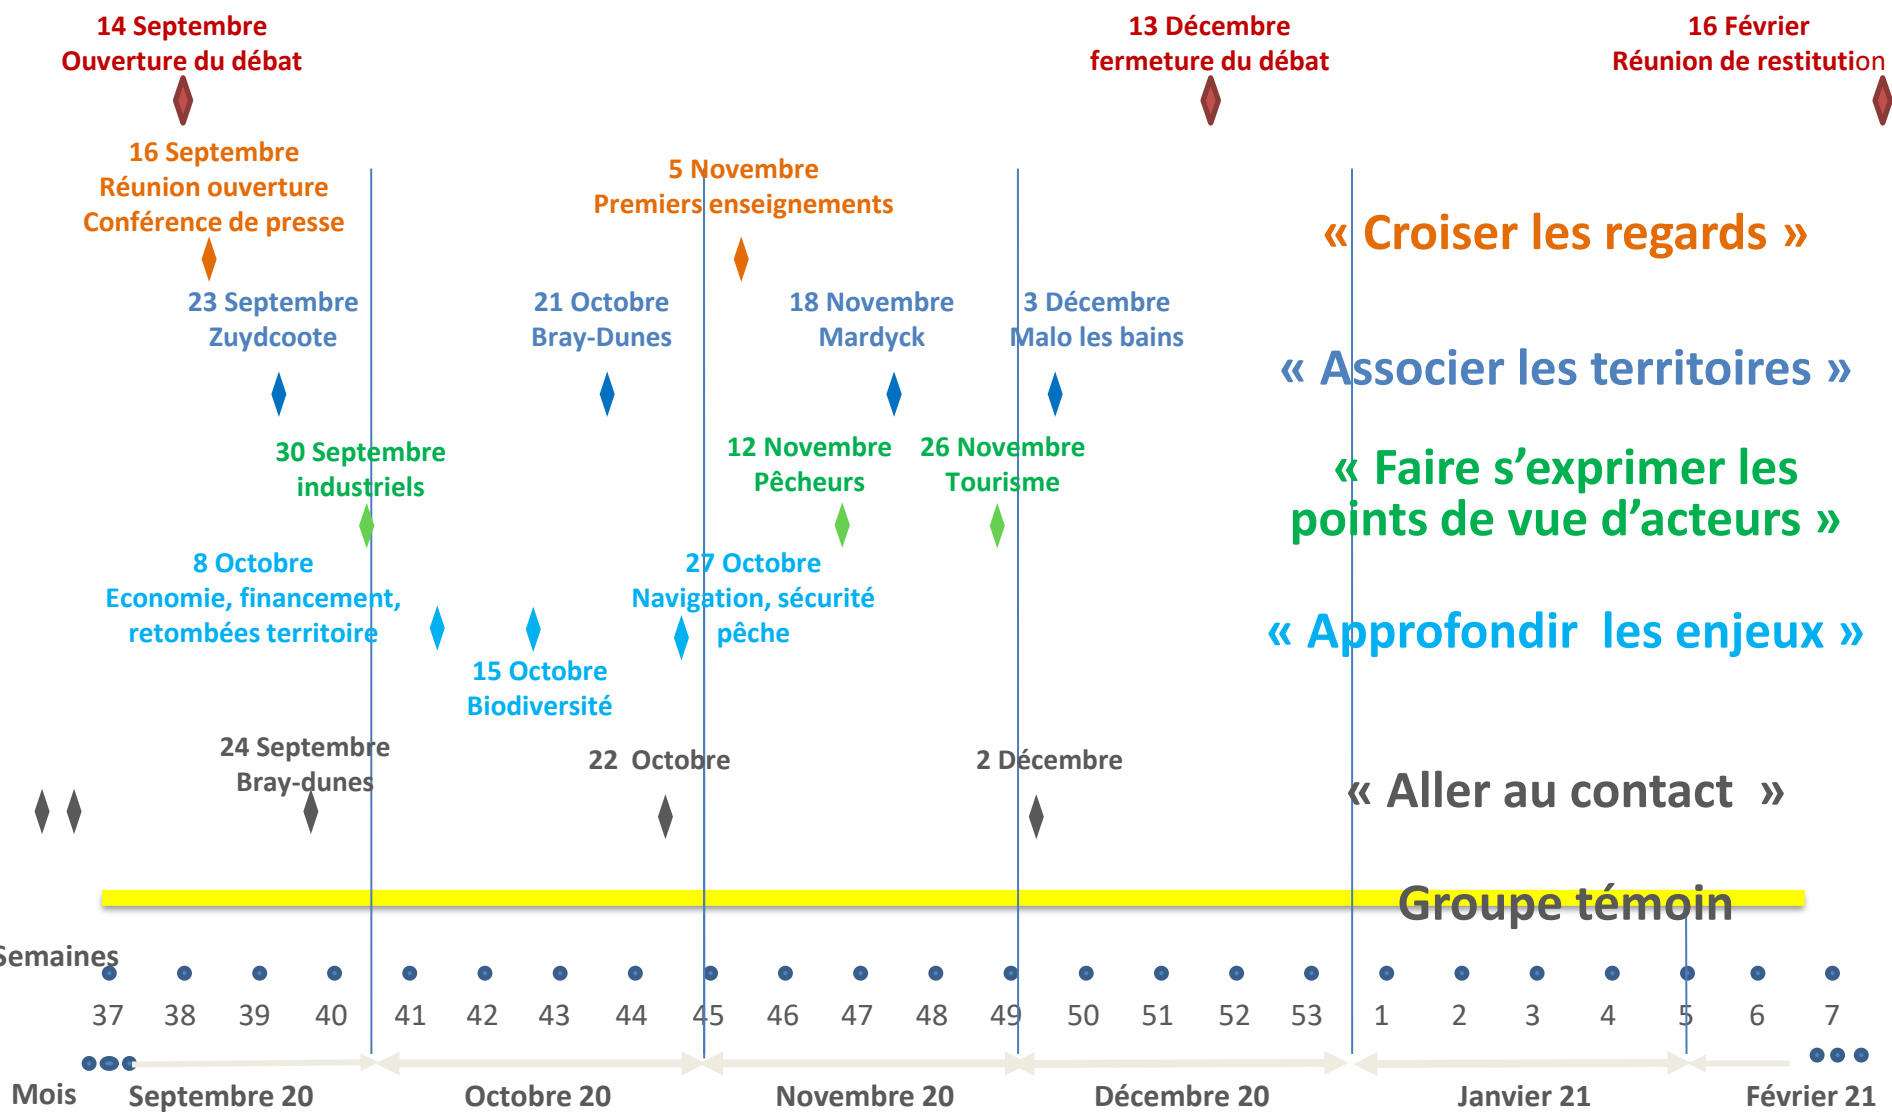 14 Septembre
Ouverture du débat
13 Décembre
fermeture du débat
16 Février
Réunion de restitution
16 Septembre
Réunion ouverture
Conférence de presse
5 Novembre
Premiers enseignements
« Croiser les regards »
23 Septembre
Zuydcoote
21 Octobre
Bray-Dunes
18 Novembre
Mardyck
3 Décembre
Malo les bains
« Associer les territoires »
30 Septembre
industriels
12 Novembre
Pêcheurs
26 Novembre
Tourisme
« Faire s’exprimer les
points de vue d’acteurs »
8 Octobre
Economie, financement,
retombées territoire
15 Octobre
Biodiversité
27 Octobre
Navigation, sécurité
pêche
« Approfondir  les enjeux »
24 Septembre
Bray-dunes
22  Octobre
2 Décembre
« Aller au contact  »
Groupe témoin
Semaines
37 38 39 40 41 42 43 44 45 46 47 48 49 50 51 52 53 1 2 3 4 5 6 7
Mois Septembre 20 Octobre 20 Novembre 20 Décembre 20 Janvier 21 Février 21